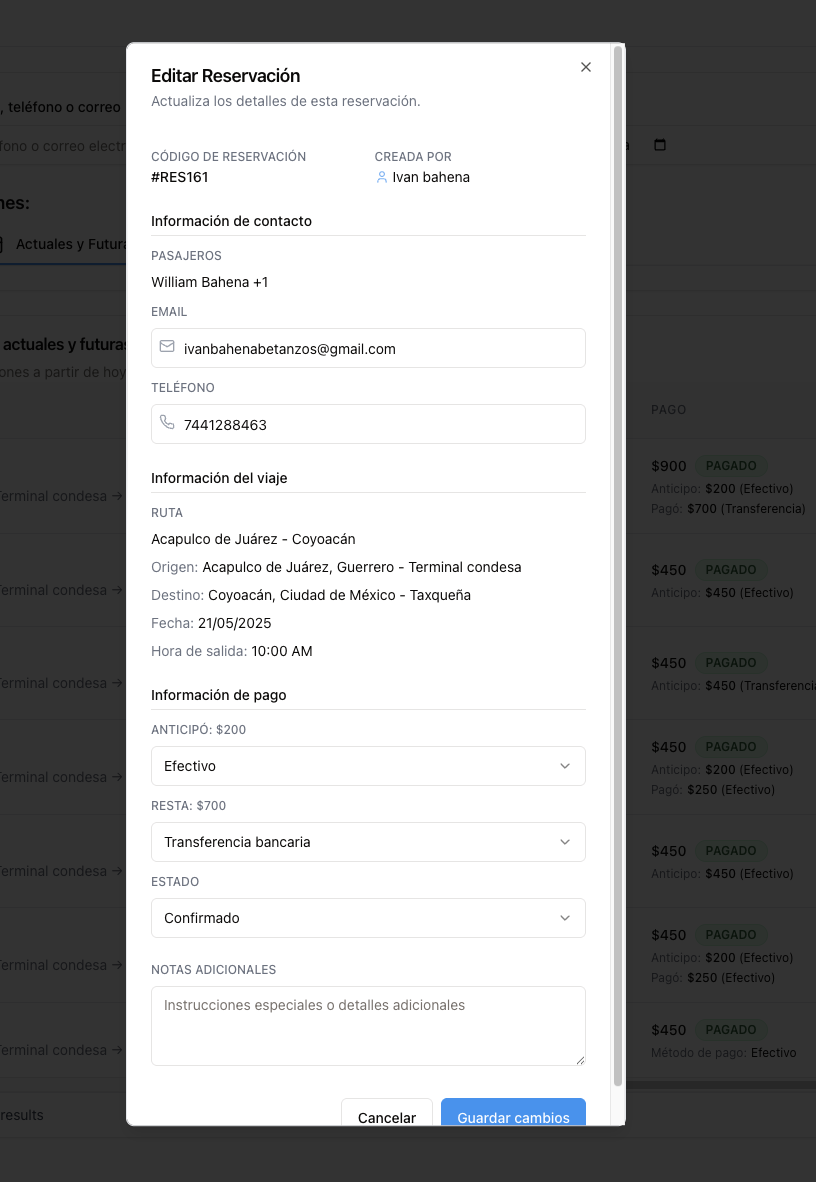 Editar Reservación
Actualiza los detalles de esta reservación.
CÓDIGO DE RESERVACIÓN
#RES161
CREADA POR
Ivan bahena
Información de contacto
PASAJEROS
William Bahena +1
EMAIL
ivanbahenabetanzos@gmail.com
TELÉFONO
7441288463
Información del viaje
RUTA
Acapulco de Juárez - Coyoacán
Origen: Acapulco de Juárez, Guerrero - Terminal condesa
Destino: Coyoacán, Ciudad de México - Taxqueña
Fecha: 21/05/2025
Hora de salida: 10:00 AM
Información de pago
ANTICIPÓ: $200
Efectivo
RESTA: $700
Transferencia bancaria
ESTADO
Confirmado
NOTAS ADICIONALES
Instrucciones especiales o detalles adicionales
Cancelar
Guardar cambios
, teléfono o correo
fono o correo electr
nes:
Actuales y Futura
actuales y futuras
ones a partir de hoy
Terminal condesa →
Terminal condesa →
Terminal condesa →
Terminal condesa →
Terminal condesa →
Terminal condesa →
Terminal condesa →
results
PAGO
$900 PAGADO
Anticipo: $200 (Efectivo)
Pagó: $700 (Transferencia)
$450 PAGADO
Anticipo: $450 (Efectivo)
$450 PAGADO
Anticipo: $450 (Transferencia
$450 PAGADO
Anticipo: $200 (Efectivo)
Pagó: $250 (Efectivo)
$450 PAGADO
Anticipo: $450 (Efectivo)
$450 PAGADO
Anticipo: $200 (Efectivo)
Pagó: $250 (Efectivo)
$450 PAGADO
Método de pago: Efectivo